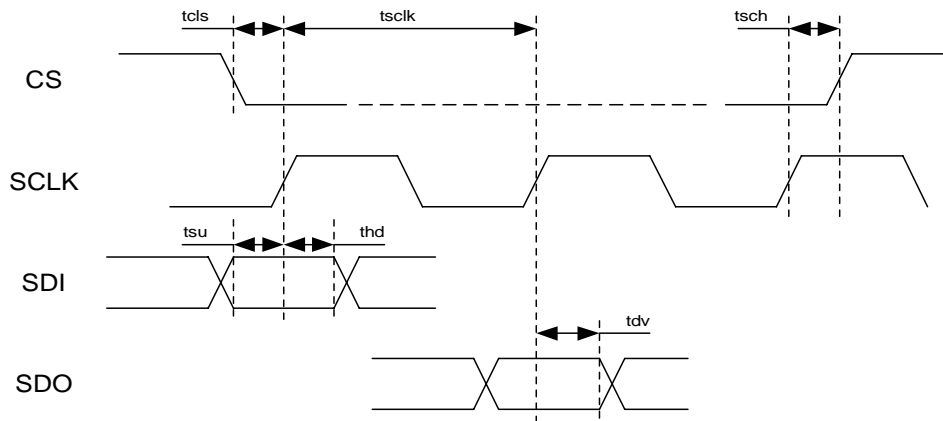 tcls tsclk tsch
CS
SCLK
tsu thd
SDI
tdv
SDO